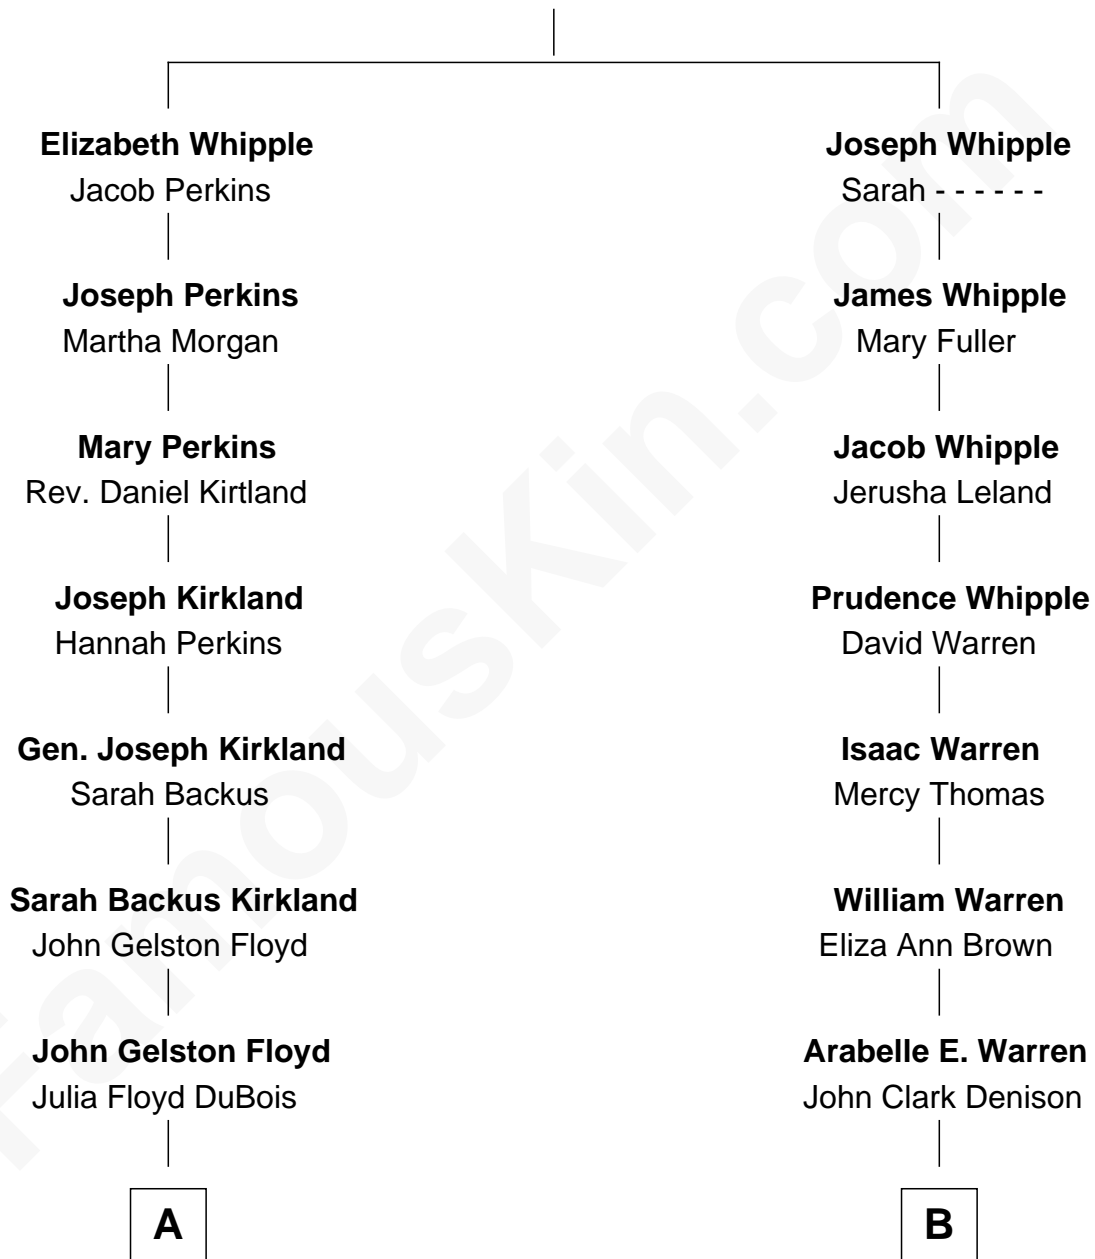 Elizabeth Whipple
Jacob Perkins
Joseph Perkins
Martha Morgan
Mary Perkins
Rev. Daniel Kirtland
Joseph Kirkland
Hannah Perkins
Gen. Joseph Kirkland
Sarah Backus
Sarah Backus Kirkland
John Gelston Floyd
John Gelston Floyd
Julia Floyd DuBois
A
Joseph Whipple
Sarah - - - - - -
James Whipple
Mary Fuller
Jacob Whipple
Jerusha Leland
Prudence Whipple
David Warren
Isaac Warren
Mercy Thomas
William Warren
Eliza Ann Brown
Arabelle E. Warren
John Clark Denison
B
FamousKin.com